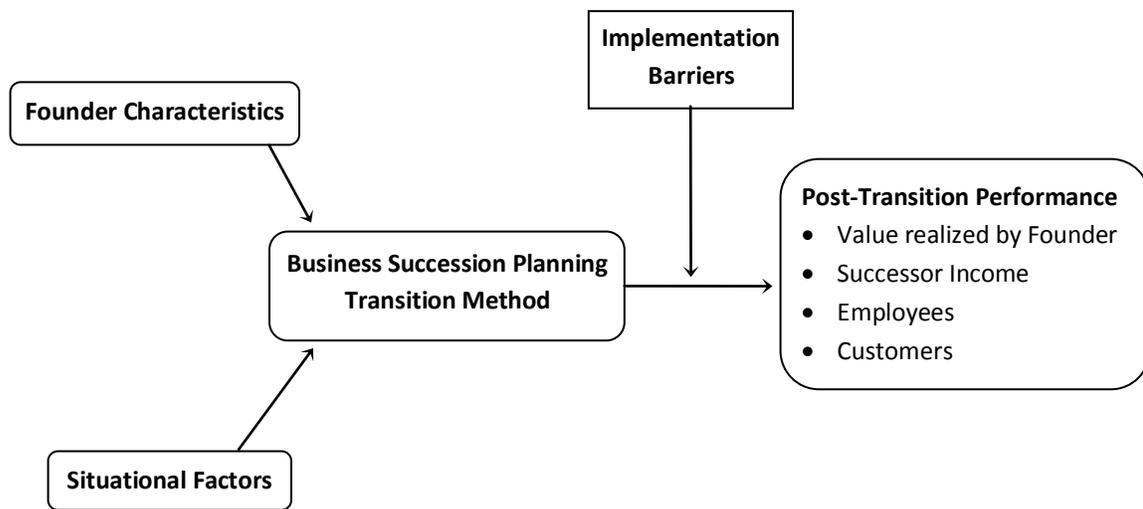 Implementation
Barriers
Founder Characteristics
Post-Transition Performance
• Value realized by Founder
• Successor Income
• Employees
• Customers
Business Succession Planning
Transition Method
Situational Factors